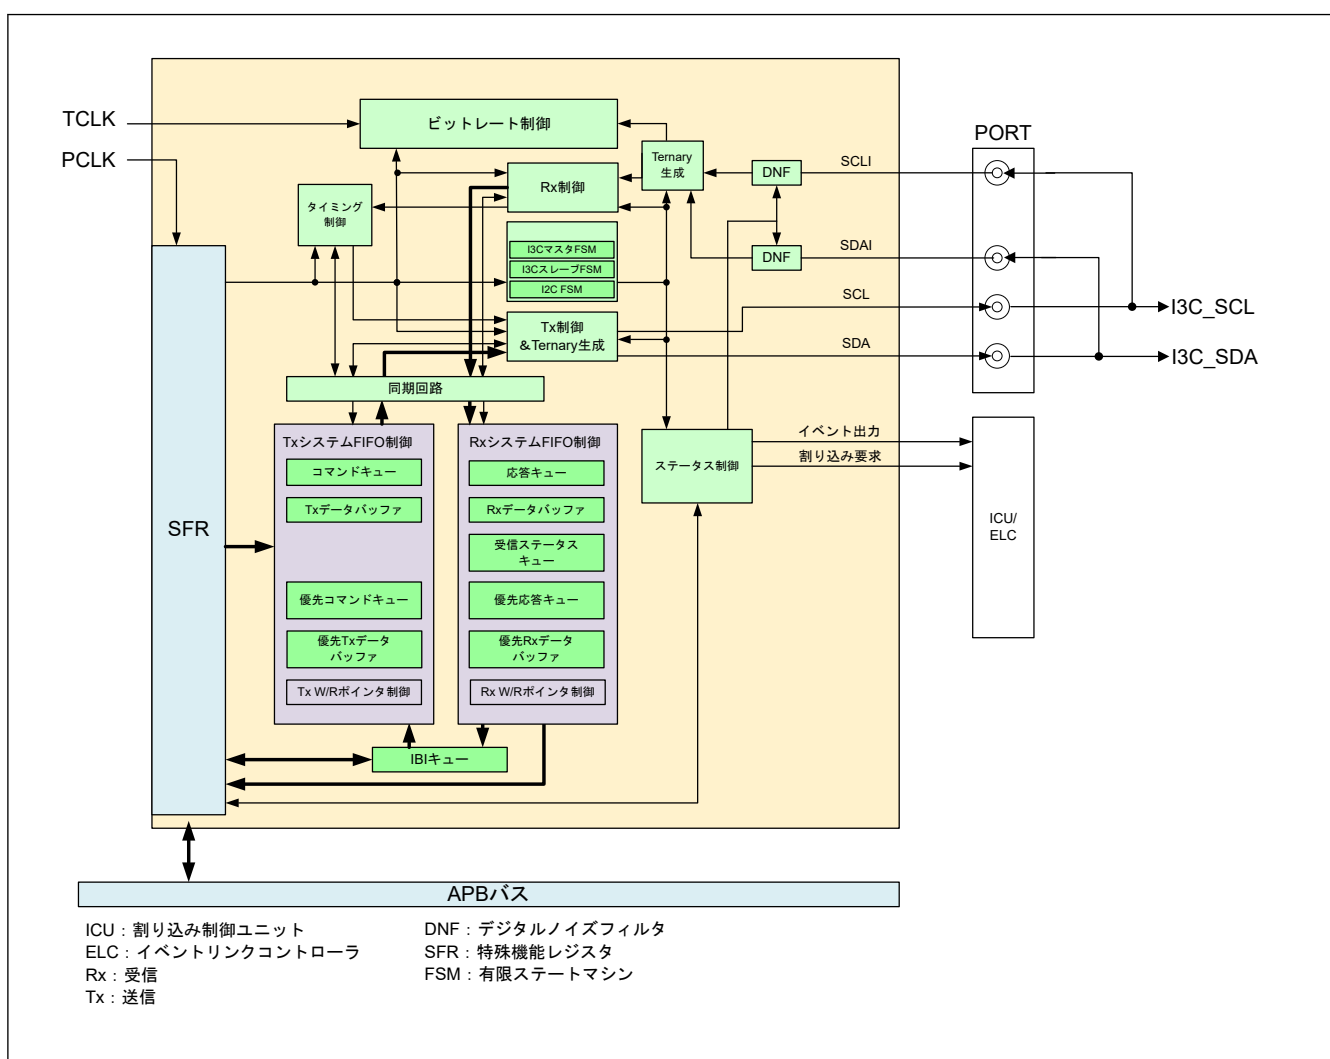 TCLK
PCLK
ビットレート制御
Ternary
生成
DNF
SCLI
PORT
Rx制御
タイミング
制御
I3CマスタFSM
I3CスレーブFSM
I2C FSM
DNF
SDAI
Tx制御
&Ternary生成
SCL
I3C_SCL
SDA
I3C_SDA
同期回路
SFR
TxシステムFIFO制御
コマンドキュー
Txデータバッファ
優先コマンドキュー
優先Txデータ
バッファ
Tx W/Rポインタ制御
RxシステムFIFO制御
応答キュー
Rxデータバッファ
受信ステータス
キュー
優先応答キュー
優先Rxデータ
バッファ
Rx W/Rポインタ制御
IBIキュー
ステータス制御
イベント出力
割り込み要求
ICU/
ELC
APBバス
ICU：割り込み制御ユニット
ELC：イベントリンクコントローラ
Rx：受信
Tx：送信
DNF：デジタルノイズフィルタ
SFR：特殊機能レジスタ
FSM：有限ステートマシン